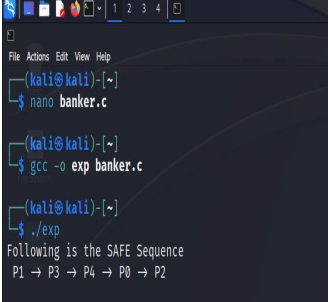 1 2 3 4
File Actions Edit View Help
(kali㉿kali)-[~]
$ nano banker.c
(kali㉿kali)-[~]
$ gcc -o exp banker.c
(kali㉿kali)-[~]
$ ./exp
Following is the SAFE Sequence
P1 → P3 → P4 → P0 → P2